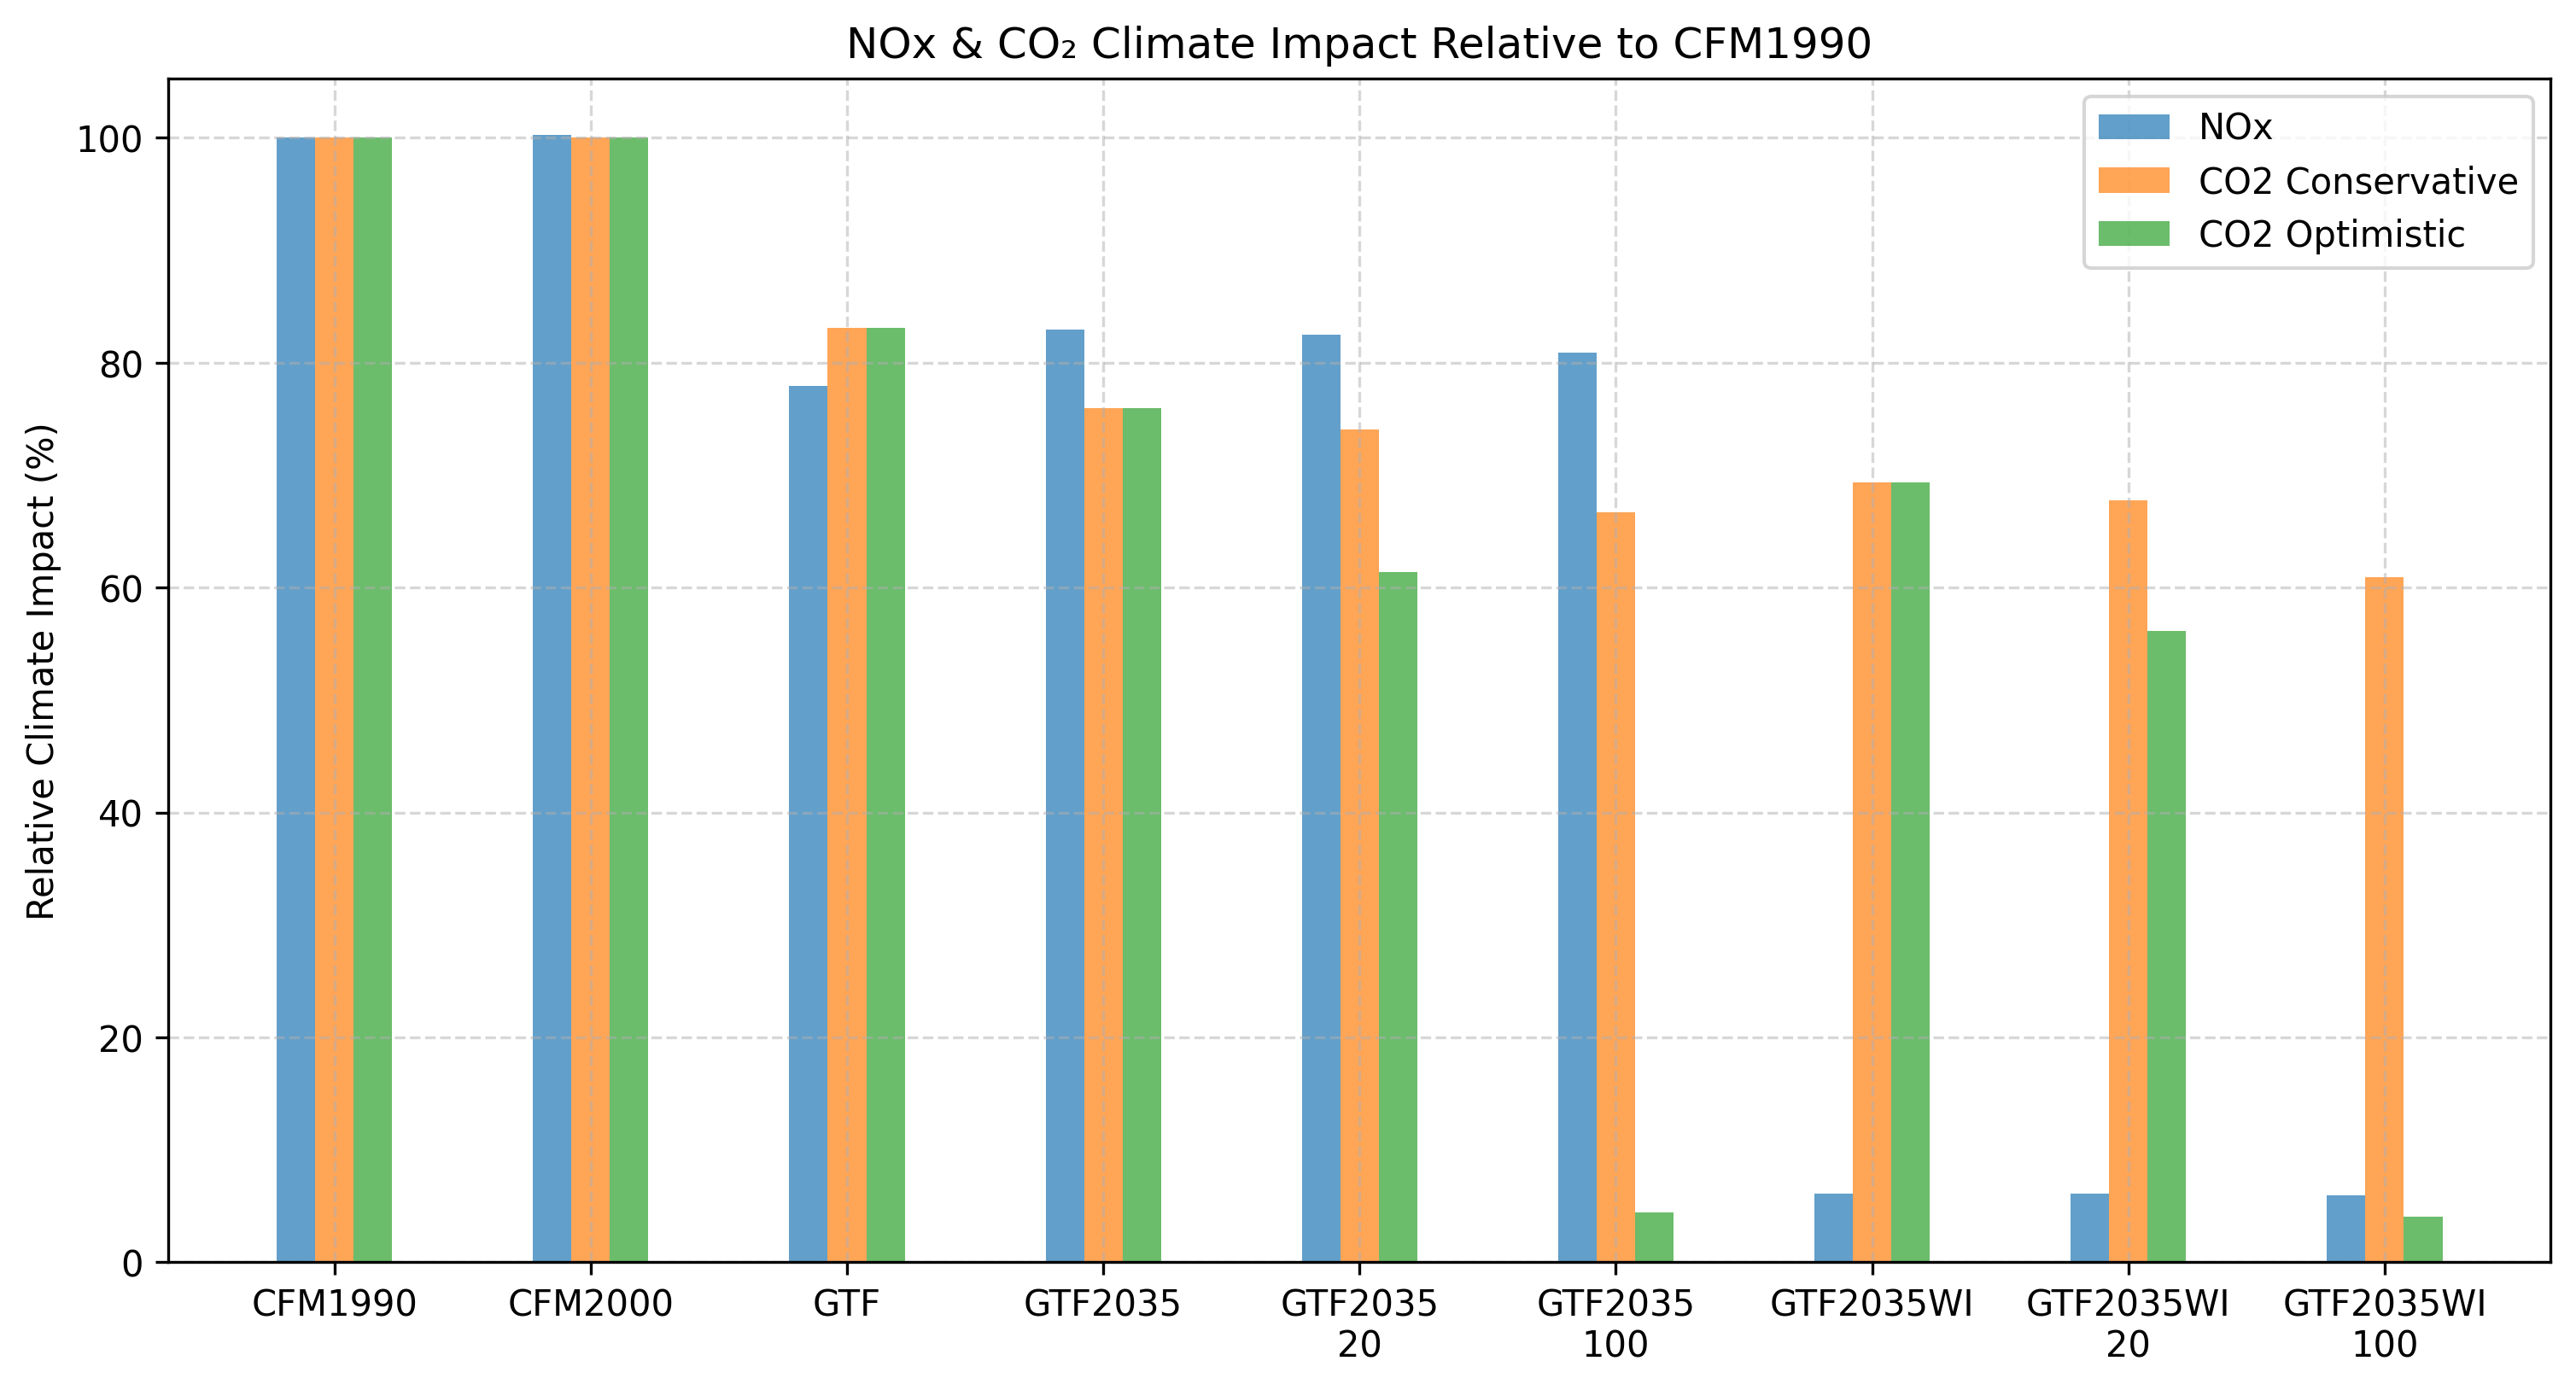 NOx & CO₂ Climate Impact Relative to CFM1990
NOx
CO2 Conservative
CO2 Optimistic
Relative Climate Impact (%)
100
80
60
40
20
0
CFM1990
CFM2000
GTF
GTF2035
GTF2035
20
GTF2035
100
GTF2035WI
GTF2035WI
20
GTF2035WI
100